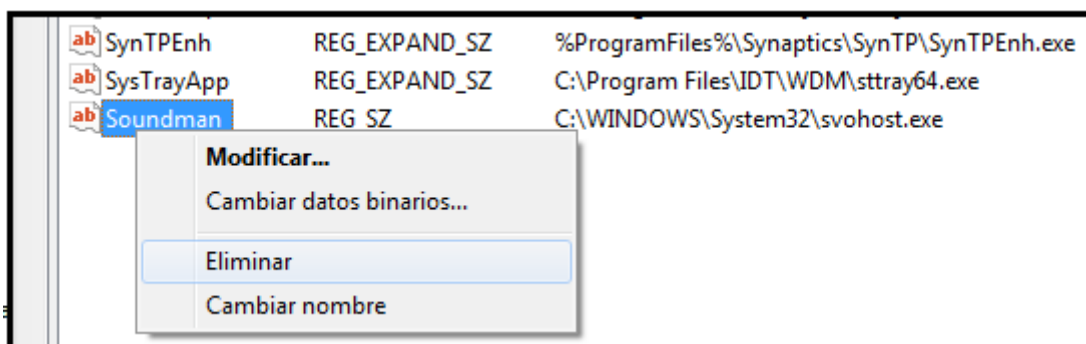 SynTPEnh REG_EXPAND_SZ %ProgramFiles%\Synaptics\SynTP\SynTPEnh.exe
SysTrayApp REG_EXPAND_SZ C:\Program Files\IDT\WDM\sttray64.exe
Soundman REG_SZ C:\WINDOWS\System32\svohost.exe
Modificar...
Cambiar datos binarios...
Eliminar
Cambiar nombre